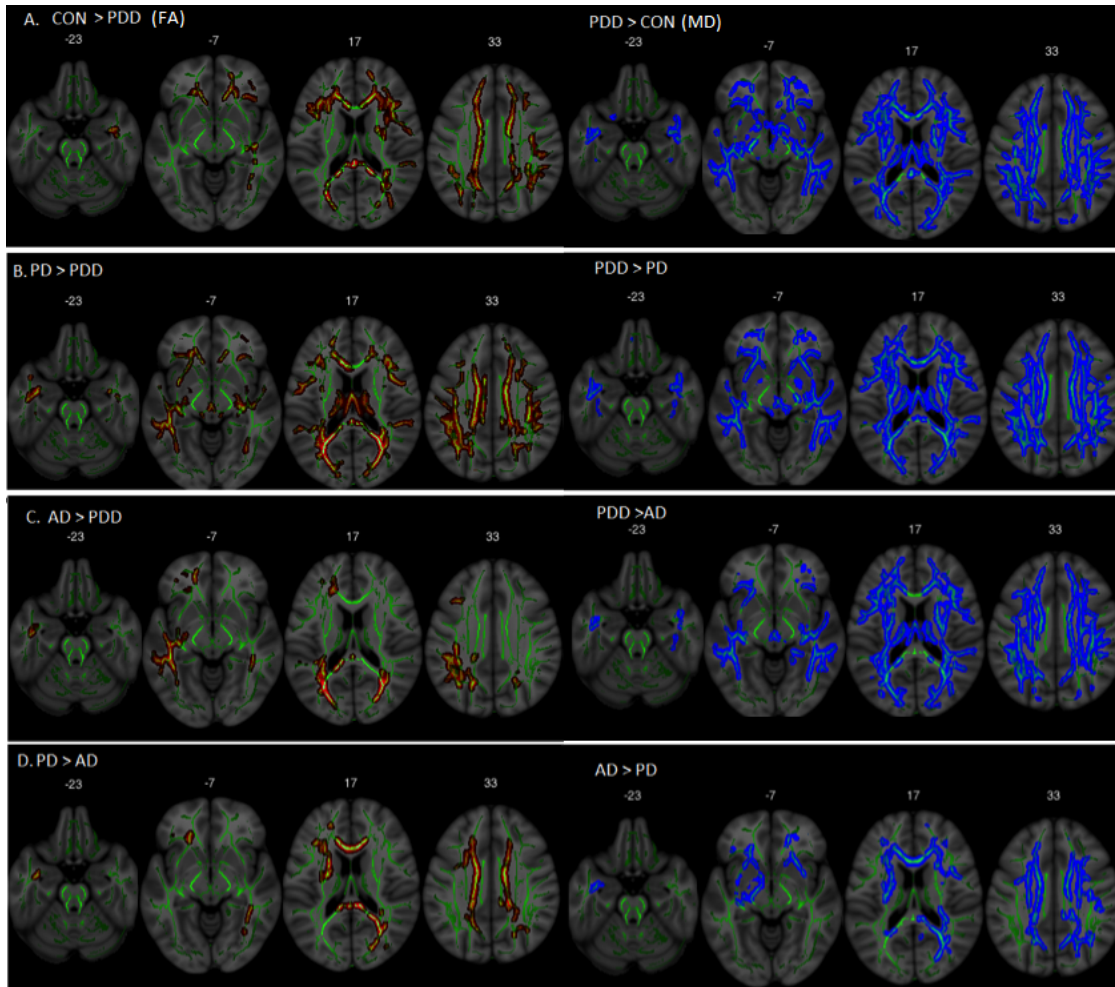 A. CON > PDD (FA)
PDD > CON (MD)
-23 -7 17 33 -23 -7 17 33
B. PD > PDD
PDD > PD
-23 -7 17 33 -23 -7 17 33
C. AD > PDD
PDD >AD
-23 -7 17 33 -23 -7 17 33
D. PD > AD
AD > PD
-23 -7 17 33 -23 -7 17 33